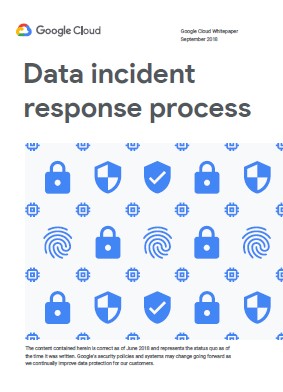 Google Cloud
Google Cloud Whitepaper
September 2018
Data incident
response process
The content contained herein is correct as of June 2018 and represents the status quo as of
the time it was written. Google's security policies and systems may change going forward as
we continually improve data protection for our customers.